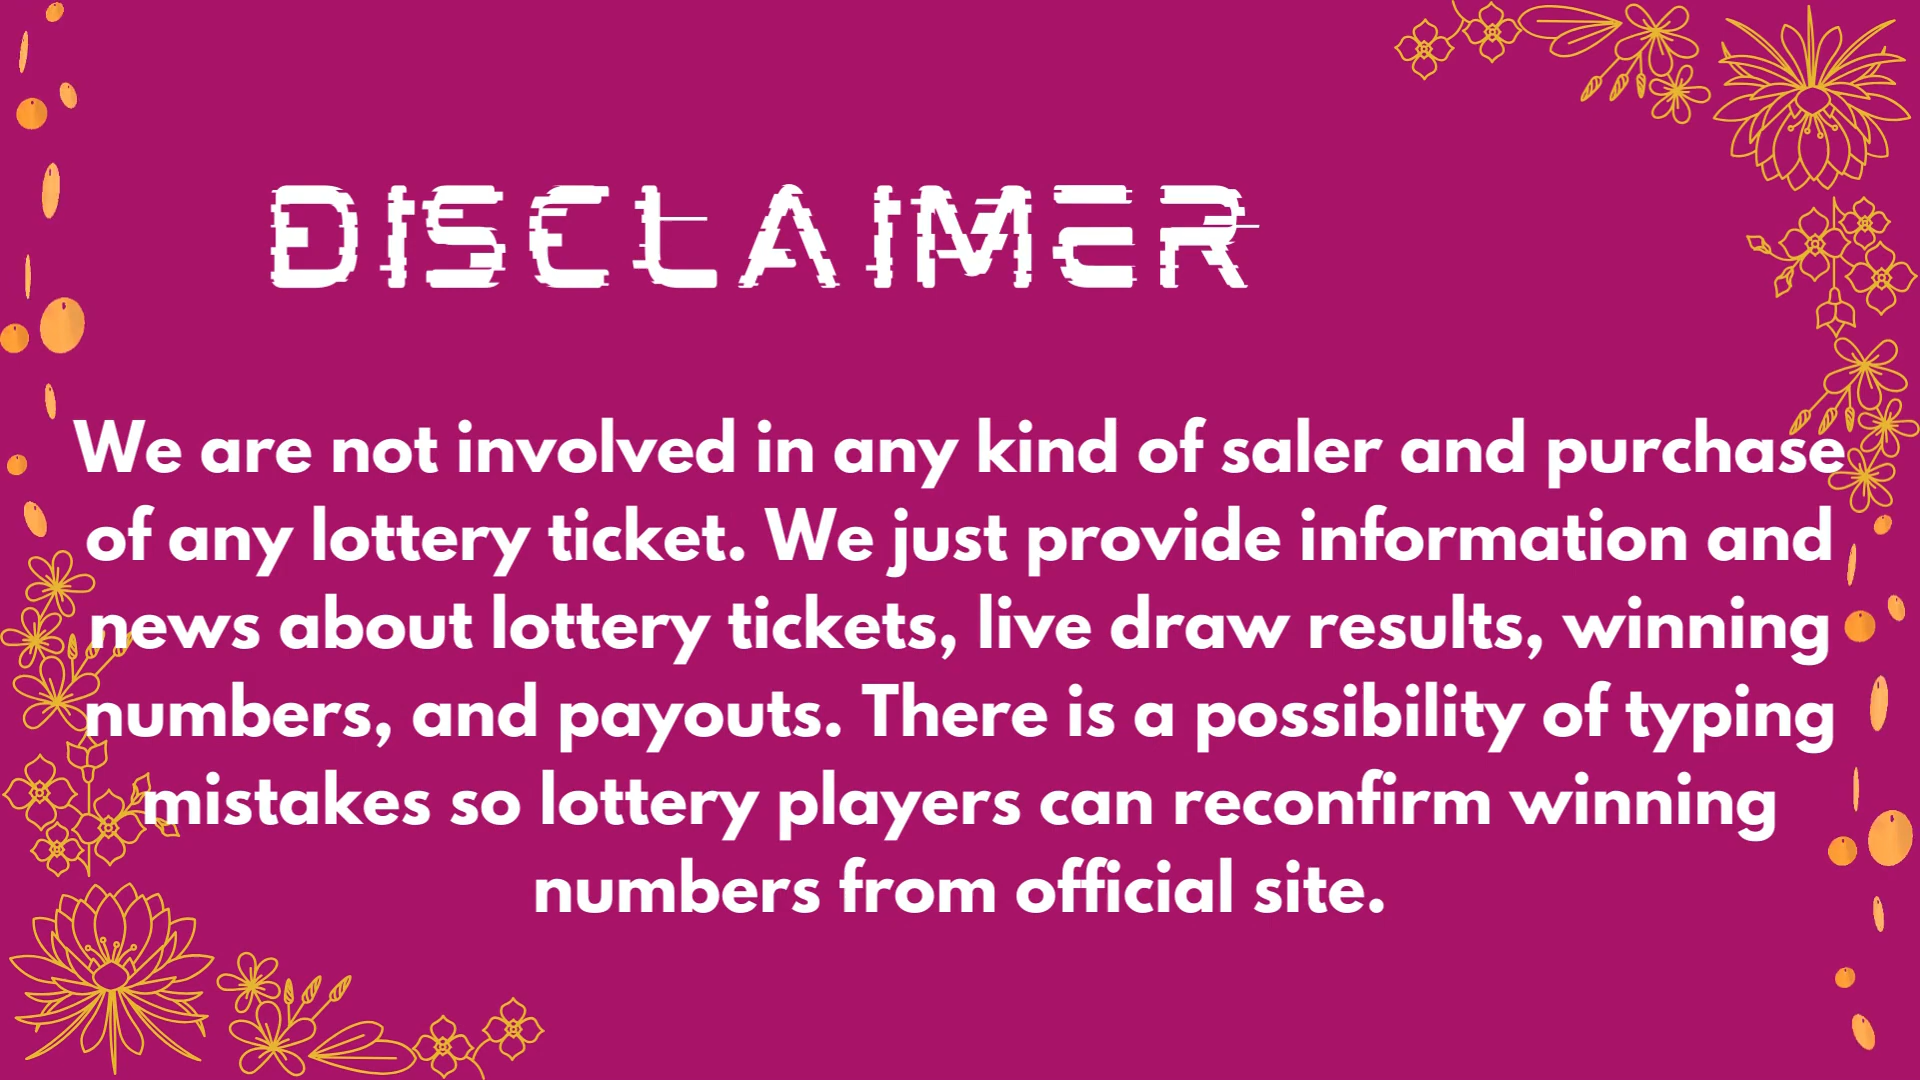 DISCLAIMER
We are not involved in any kind of saler and purchase
of any lottery ticket. We just provide information and
news about lottery tickets, live draw results, winning
numbers, and payouts. There is a possibility of typing
mistakes so lottery players can reconfirm winning
numbers from official site.